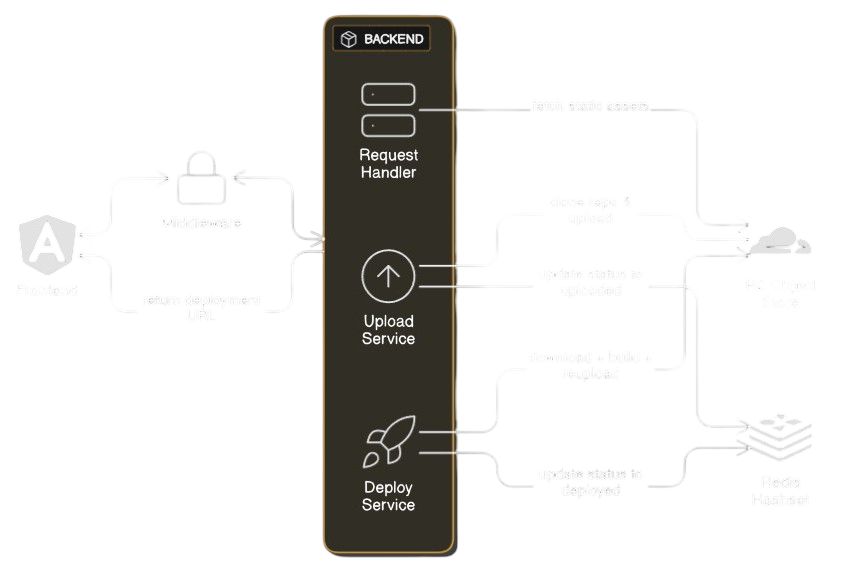 BACKEND
Request
Handler
fetch static assets
Middleware
clone repo &
upload
Frontend
return deployment
URL
update status to
uploaded
R2 Object
Store
Upload
Service
download + build +
reupload
Deploy
Service
update status to
deployed
Redis